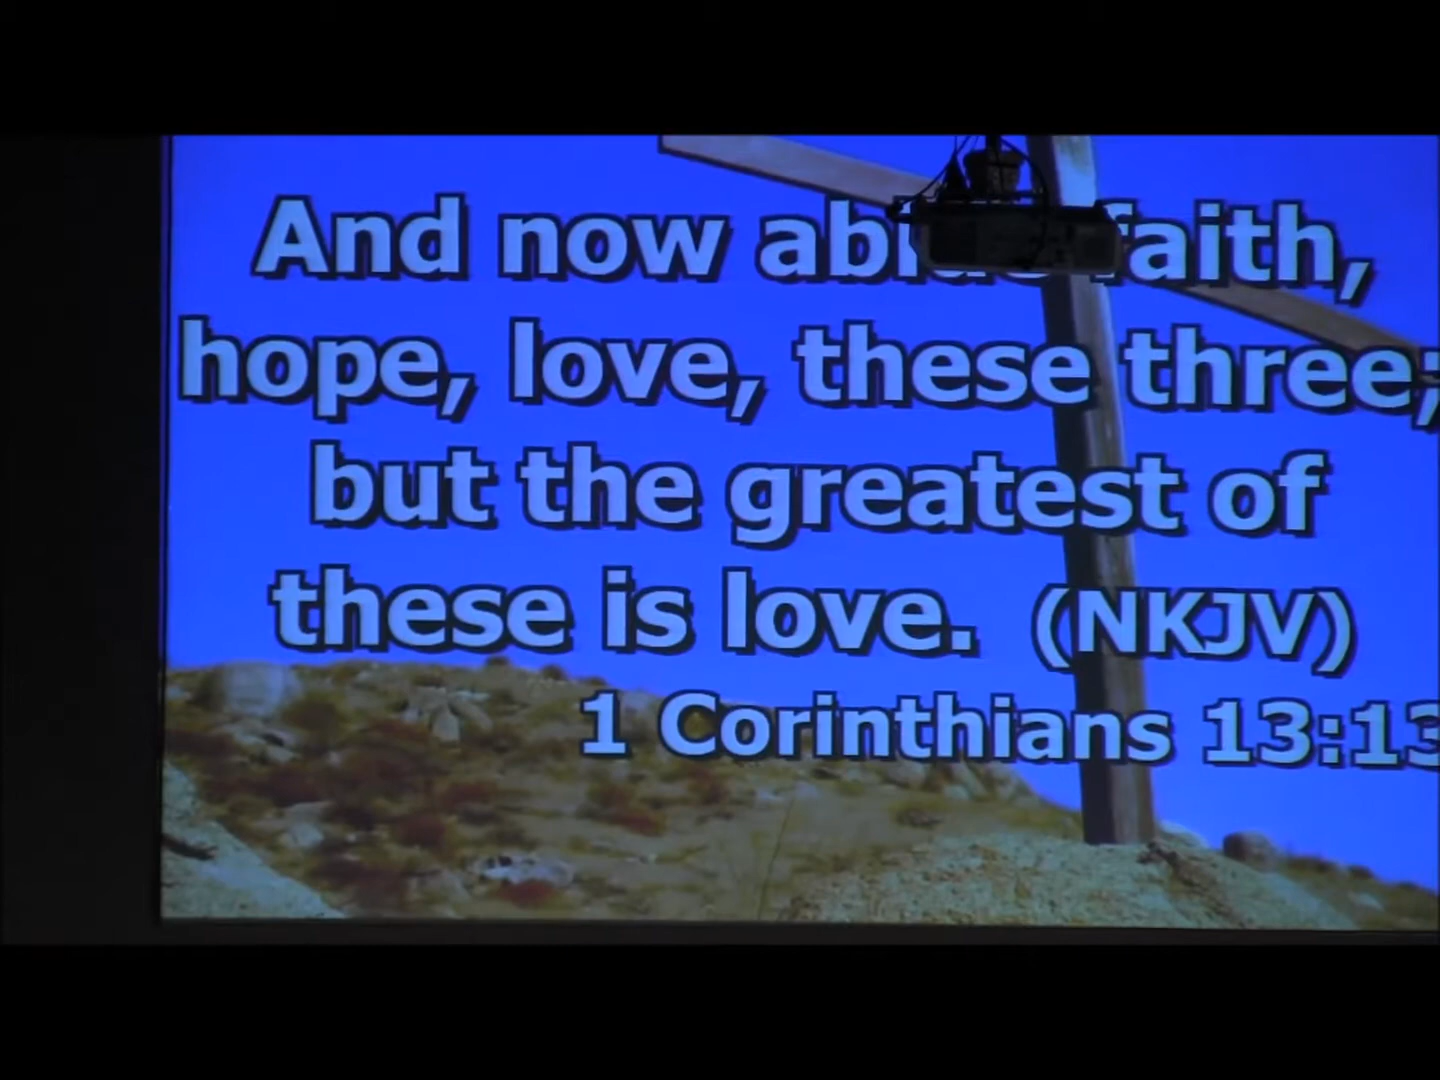 And now abide faith,
hope, love, these three;
but the greatest of
these is love. (NKJV)
1 Corinthians 13:13